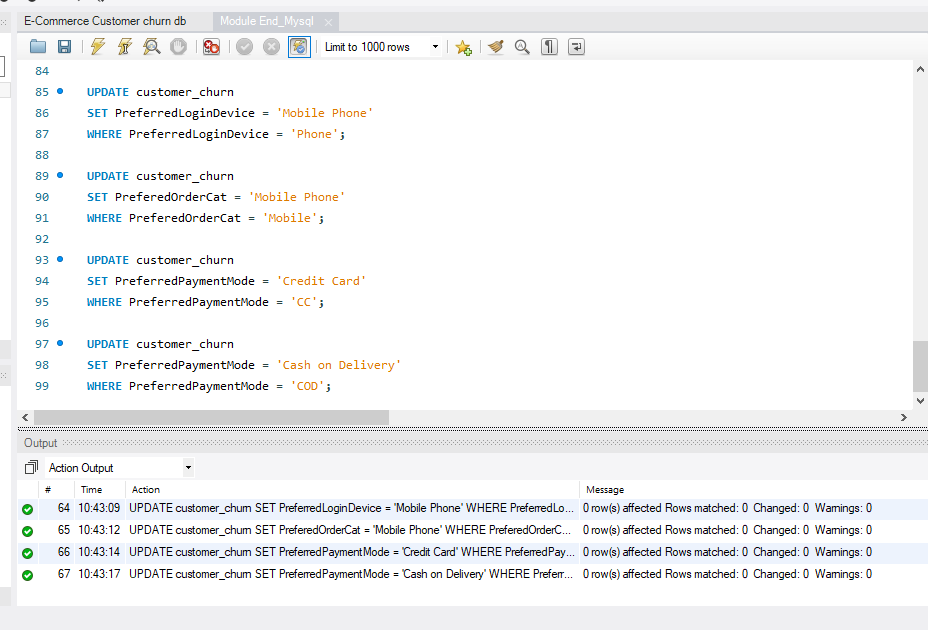 E-Commerce Customer churn db Module End_Mysql
Limit to 1000 rows
84
85 UPDATE customer_churn
86 SET PreferredLoginDevice = 'Mobile Phone'
87 WHERE PreferredLoginDevice = 'Phone';
88
89 UPDATE customer_churn
90 SET PreferedOrderCat = 'Mobile Phone'
91 WHERE PreferedOrderCat = 'Mobile';
92
93 UPDATE customer_churn
94 SET PreferredPaymentMode = 'Credit Card'
95 WHERE PreferredPaymentMode = 'CC';
96
97 UPDATE customer_churn
98 SET PreferredPaymentMode = 'Cash on Delivery'
99 WHERE PreferredPaymentMode = 'COD';
Output
Action Output
# Time Action Message
64 10:43:09 UPDATE customer_churn SET PreferredLoginDevice = 'Mobile Phone' WHERE PreferredLo... 0 row(s) affected Rows matched: 0 Changed: 0 Warnings: 0
65 10:43:12 UPDATE customer_churn SET PreferedOrderCat = 'Mobile Phone' WHERE PreferedOrderC... 0 row(s) affected Rows matched: 0 Changed: 0 Warnings: 0
66 10:43:14 UPDATE customer_churn SET PreferredPaymentMode = 'Credit Card' WHERE PreferredPay... 0 row(s) affected Rows matched: 0 Changed: 0 Warnings: 0
67 10:43:17 UPDATE customer_churn SET PreferredPaymentMode = 'Cash on Delivery' WHERE Preferr... 0 row(s) affected Rows matched: 0 Changed: 0 Warnings: 0